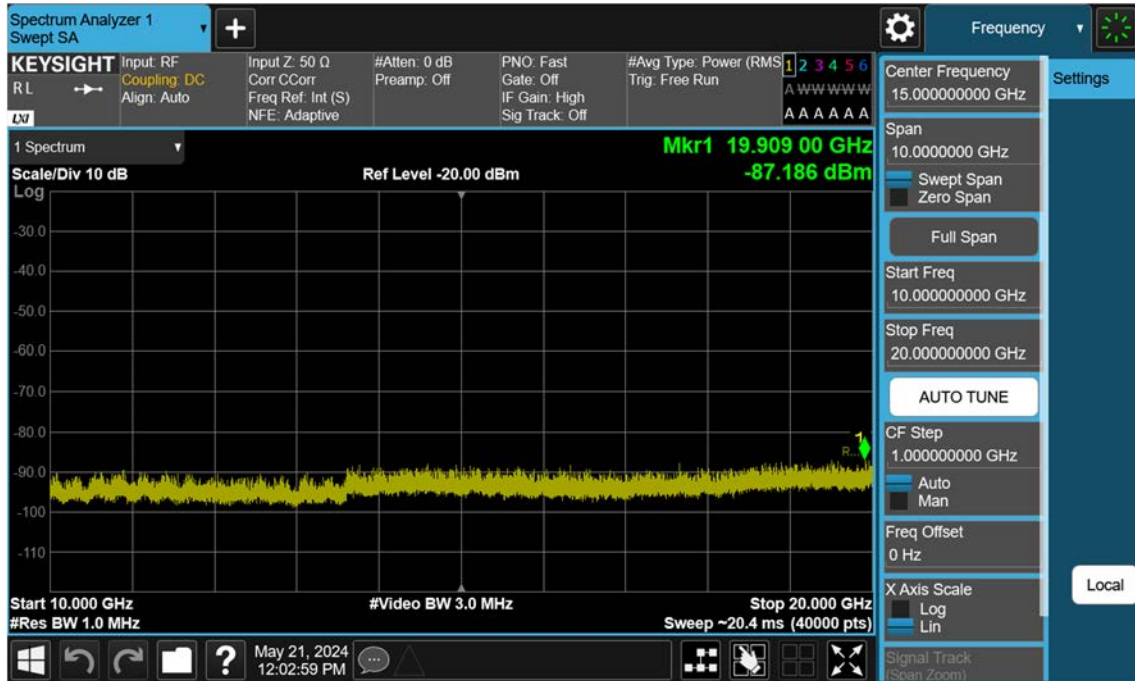 Spectrum Analyzer 1
Swept SA
Frequency
KEYSIGHT
R L
LXI
Input: RF
Coupling: DC
Align: Auto
Input Z: 50 Ω
Corr CCorr
Freq Ref: Int (S)
NFE: Adaptive
#Atten: 0 dB
Preamp: Off
PNO: Fast
Gate: Off
IF Gain: High
Sig Track: Off
#Avg Type: Power (RMS
Trig: Free Run
1 2 3 4 5 6
A W W W W W
A A A A A A
1 Spectrum
Mkr1 19.909 00 GHz
Scale/Div 10 dB
Ref Level -20.00 dBm
-87.186 dBm
Log
-30.0
-40.0
-50.0
-60.0
-70.0
-80.0
-90.0
-100
-110
1
R...
Start 10.000 GHz
#Video BW 3.0 MHz
Stop 20.000 GHz
#Res BW 1.0 MHz
Sweep ~20.4 ms (40000 pts)
Center Frequency
15.000000000 GHz
Settings
Span
10.0000000 GHz
Swept Span
Zero Span
Full Span
Start Freq
10.000000000 GHz
Stop Freq
20.000000000 GHz
AUTO TUNE
CF Step
1.000000000 GHz
Auto
Man
Freq Offset
0 Hz
X Axis Scale
Log
Lin
Local
Signal Track
(Span Zoom)
?
May 21, 2024
12:02:59 PM